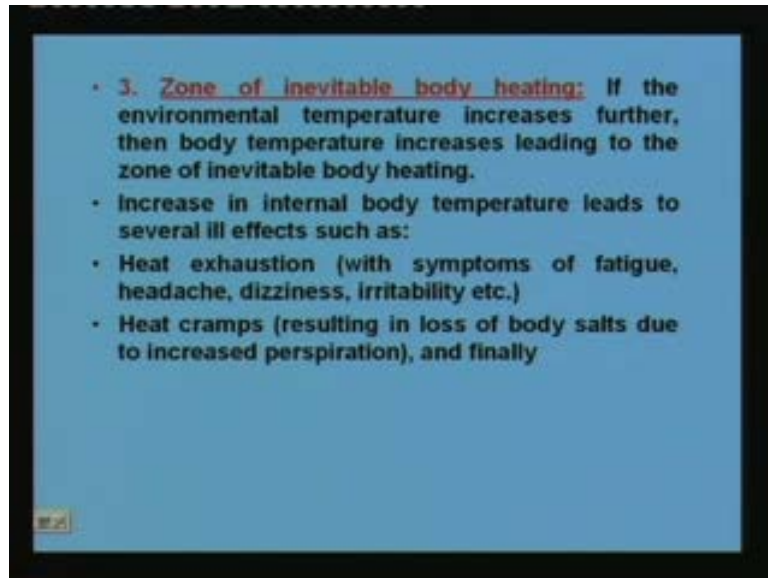 • 3. Zone of inevitable body heating: If the
environmental temperature increases further,
then body temperature increases leading to the
zone of inevitable body heating.
• Increase in internal body temperature leads to
several ill effects such as:
• Heat exhaustion (with symptoms of fatigue,
headache, dizziness, irritability etc.)
• Heat cramps (resulting in loss of body salts due
to increased perspiration), and finally